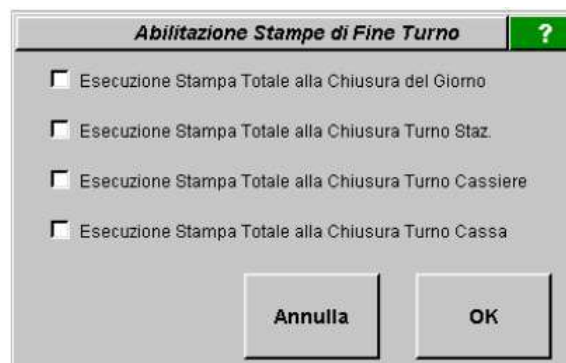 Abilitazione Stampe di Fine Turno ?
Esecuzione Stampa Totale alla Chiusura del Giorno
Esecuzione Stampa Totale alla Chiusura Turno Staz.
Esecuzione Stampa Totale alla Chiusura Turno Cassiere
Esecuzione Stampa Totale alla Chiusura Turno Cassa
Annulla OK